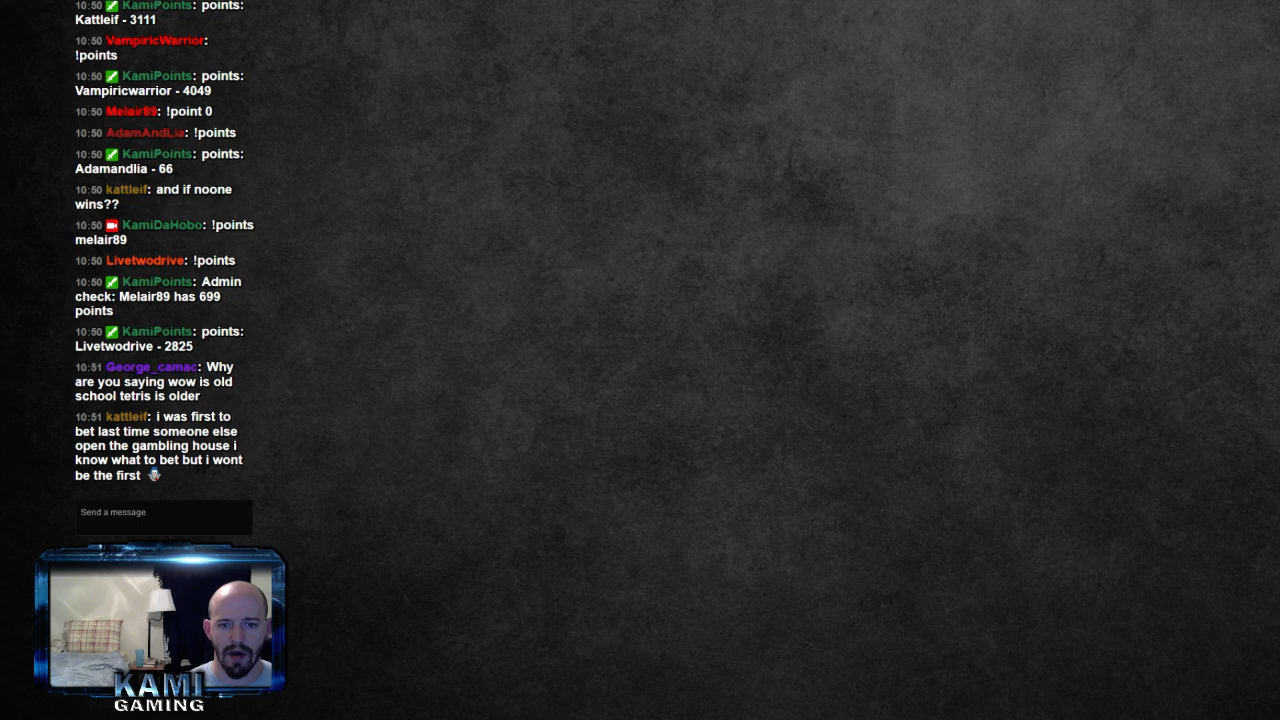 10:50 KamiPoints: points:
Kattleif - 3111
10:50 VampiricWarrior:
!points
10:50 KamiPoints: points:
Vampiricwarrior - 4049
10:50 Melair89: !point 0
10:50 AdamAndLia: !points
10:50 KamiPoints: points:
Adamandlia - 66
10:50 kattleif: and if noone
wins??
10:50 KamiDaHobo: !points
melair89
10:50 Livetwodrive: !points
10:50 KamiPoints: Admin
check: Melair89 has 699
points
10:50 KamiPoints: points:
Livetwodrive - 2825
10:51 George_camac: Why
are you saying wow is old
school tetris is older
10:51 kattleif: i was first to
bet last time someone else
open the gambling house i
know what to bet but i wont
be the first
Send a message
KAMI
GAMING